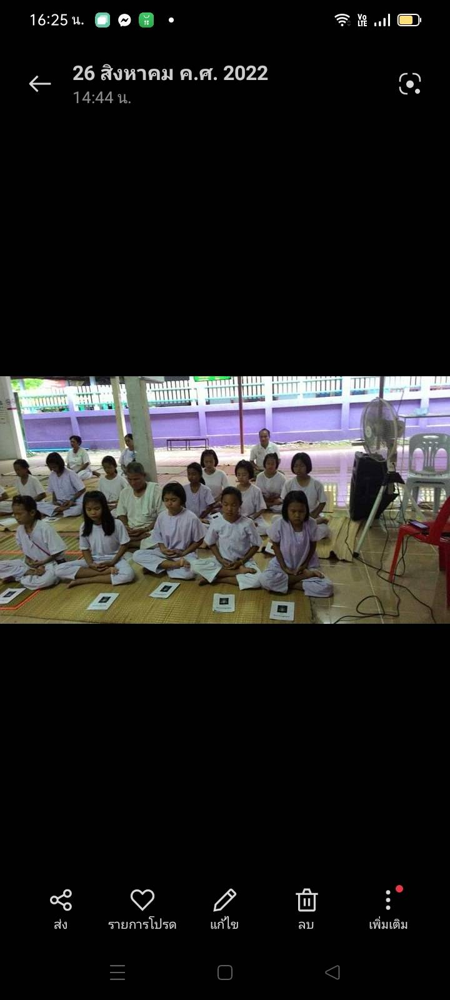 16:25 น.
Vo
LTE
26 สิงหาคม ค.ศ. 2022
14:44 น.
ส่ง
รายการโปรด
แก้ไข
ลบ
เพิ่มเติม